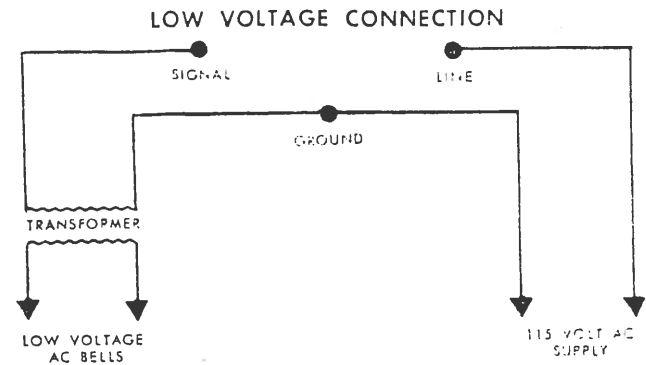 LOW VOLTAGE CONNECTION
SIGNAL
LINE
GROUND
TRANSFORMER
LOW VOLTAGE
AC BELLS
115 VOLT AC
SUPPLY